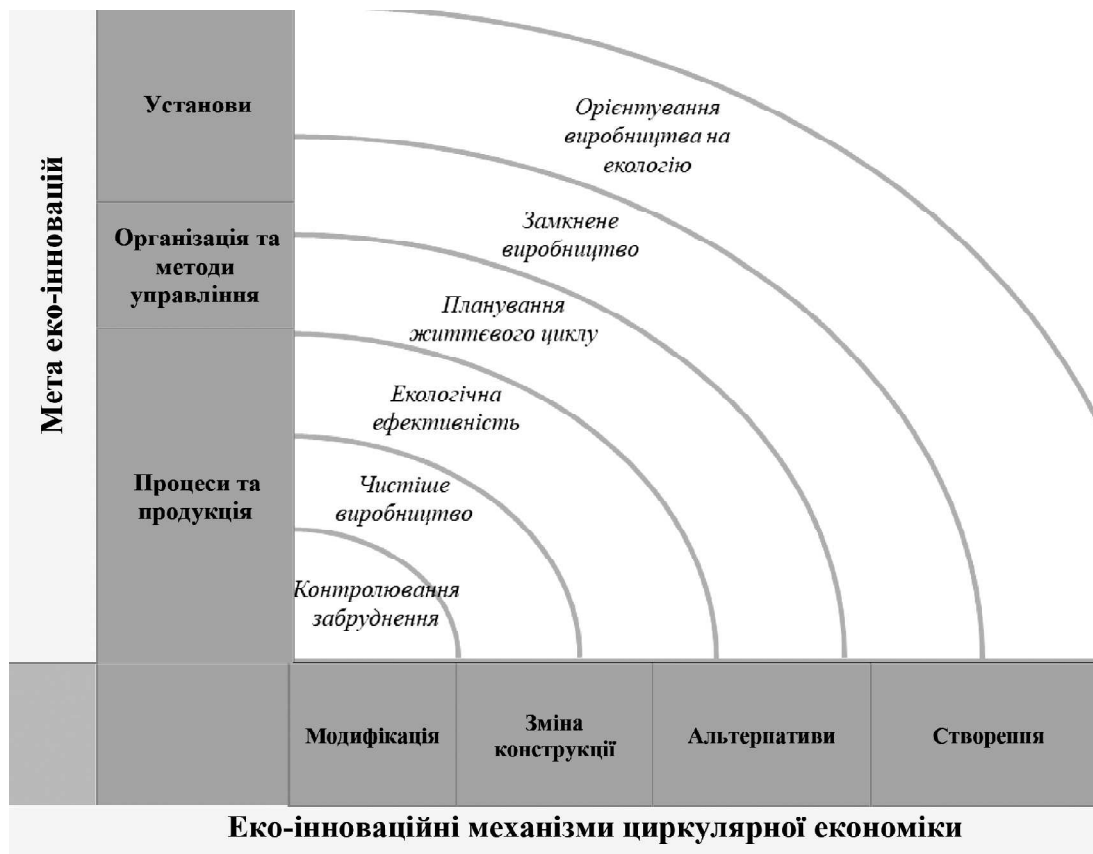 Мета еко-інновацій
Установи
Організація та
методи
управління
Процеси та
продукція
Орієнтування
виробництва на
екологію
Замкнене
виробництво
Планування
життєвого циклу
Екологічна
ефективність
Чистіше
виробництво
Контролювання
забруднення
Модифікація
Зміна
конструкції
Альтернативи
Створення
Еко-інноваційні механізми циркулярної економіки